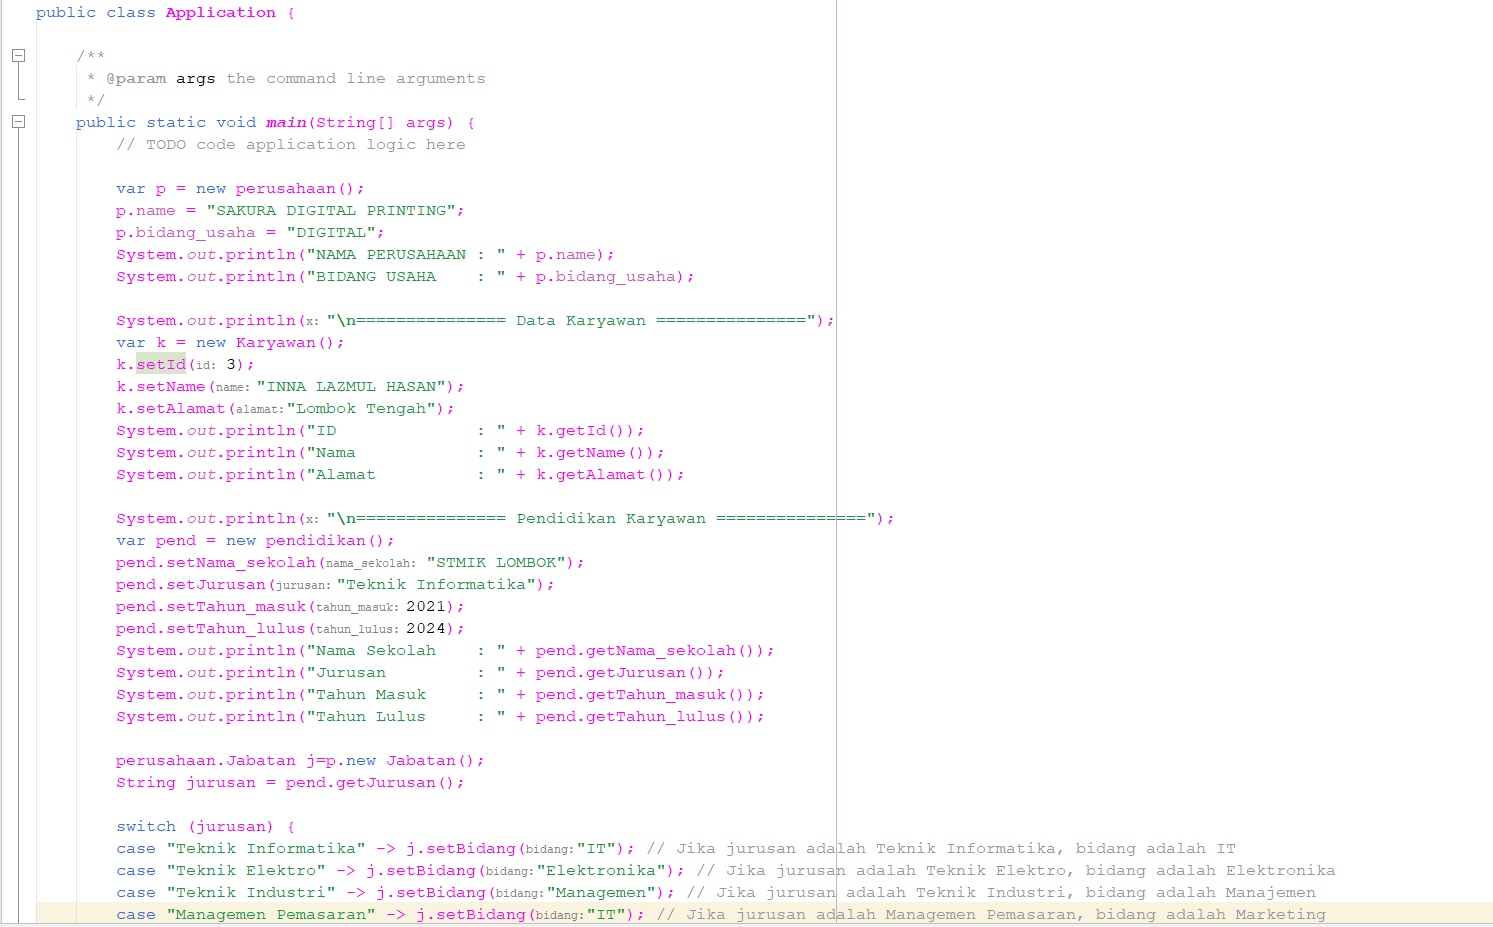 public class Application {
/**
* @param args the command line arguments
*/
public static void main(String[] args) {
// TODO code application logic here
var p = new perusahaan();
p.name = "SAKURA DIGITAL PRINTING";
p.bidang_usaha = "DIGITAL";
System.out.println("NAMA PERUSAHAAN : " + p.name);
System.out.println("BIDANG USAHA    : " + p.bidang_usaha);
System.out.println(x: "\n=============== Data Karyawan ===============");
var k = new Karyawan();
k.setId(id: 3);
k.setName(name: "INNA LAZMUL HASAN");
k.setAlamat(alamat: "Lombok Tengah");
System.out.println("ID              : " + k.getId());
System.out.println("Nama            : " + k.getName());
System.out.println("Alamat          : " + k.getAlamat());
System.out.println(x: "\n=============== Pendidikan Karyawan ===============");
var pend = new pendidikan();
pend.setNama_sekolah(nama_sekolah: "STMIK LOMBOK");
pend.setJurusan(jurusan: "Teknik Informatika");
pend.setTahun_masuk(tahun_masuk: 2021);
pend.setTahun_lulus(tahun_lulus: 2024);
System.out.println("Nama Sekolah    : " + pend.getNama_sekolah());
System.out.println("Jurusan         : " + pend.getJurusan());
System.out.println("Tahun Masuk     : " + pend.getTahun_masuk());
System.out.println("Tahun Lulus     : " + pend.getTahun_lulus());
perusahaan.Jabatan j=p.new Jabatan();
String jurusan = pend.getJurusan();
switch (jurusan) {
case "Teknik Informatika" -> j.setBidang(bidang: "IT"); // Jika jurusan adalah Teknik Informatika, bidang adalah IT
case "Teknik Elektro" -> j.setBidang(bidang: "Elektronika"); // Jika jurusan adalah Teknik Elektro, bidang adalah Elektronika
case "Teknik Industri" -> j.setBidang(bidang: "Managemen"); // Jika jurusan adalah Teknik Industri, bidang adalah Manajemen
case "Managemen Pemasaran" -> j.setBidang(bidang: "IT"); // Jika jurusan adalah Managemen Pemasaran, bidang adalah Marketing